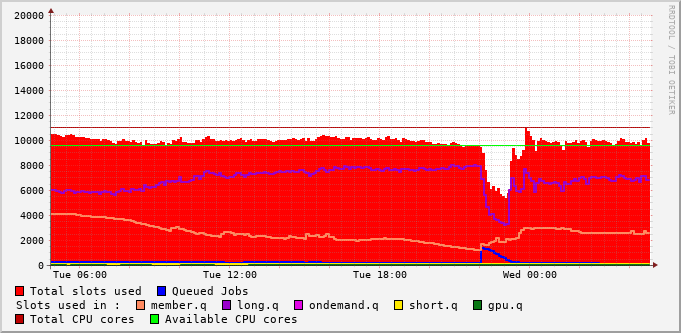 20000
18000
16000
14000
12000
10000
8000
6000
4000
2000
0
Tue 06:00 Tue 12:00 Tue 18:00 Wed 00:00
Total slots used Queued Jobs
Slots used in : member.q long.q ondemand.q short.q gpu.q
Total CPU cores Available CPU cores
RRDTOOL / TOBI OETIKER